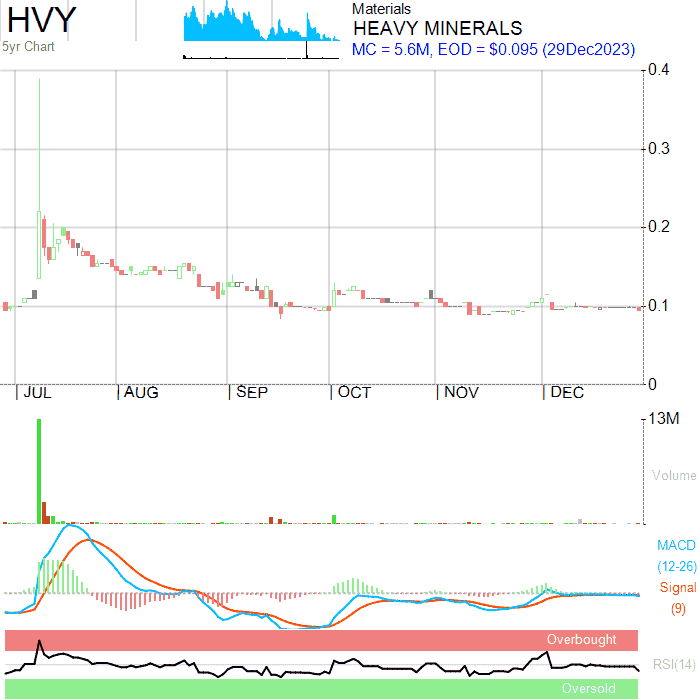 HVY
5yr Chart
Materials
HEAVY MINERALS
MC = 5.6M, EOD = $0.095 (29Dec2023)
0.4
0.3
0.2
0.1
0
JUL AUG SEP OCT NOV DEC
13M
Volume
MACD
(12-26)
Signal
(9)
Overbought
RSI(14)
Oversold